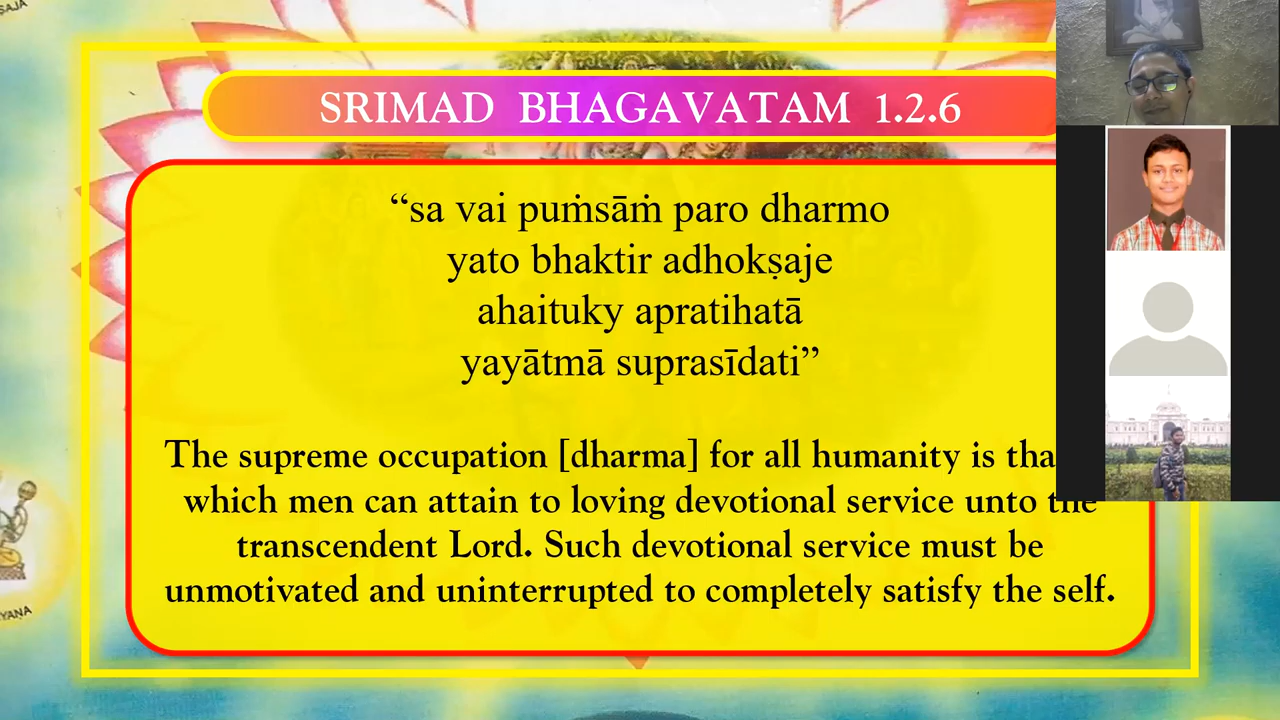 SRIMAD BHAGAVATAM 1.2.6
“sa vai puṁsāṁ paro dharmo
yato bhaktir adhokṣaje
ahaituky apratihatā
yayātmā suprasīdati”
The supreme occupation [dharma] for all humanity is
which men can attain to loving devotional service unto the
transcendent Lord. Such devotional service must be
unmotivated and uninterrupted to completely satisfy the self.